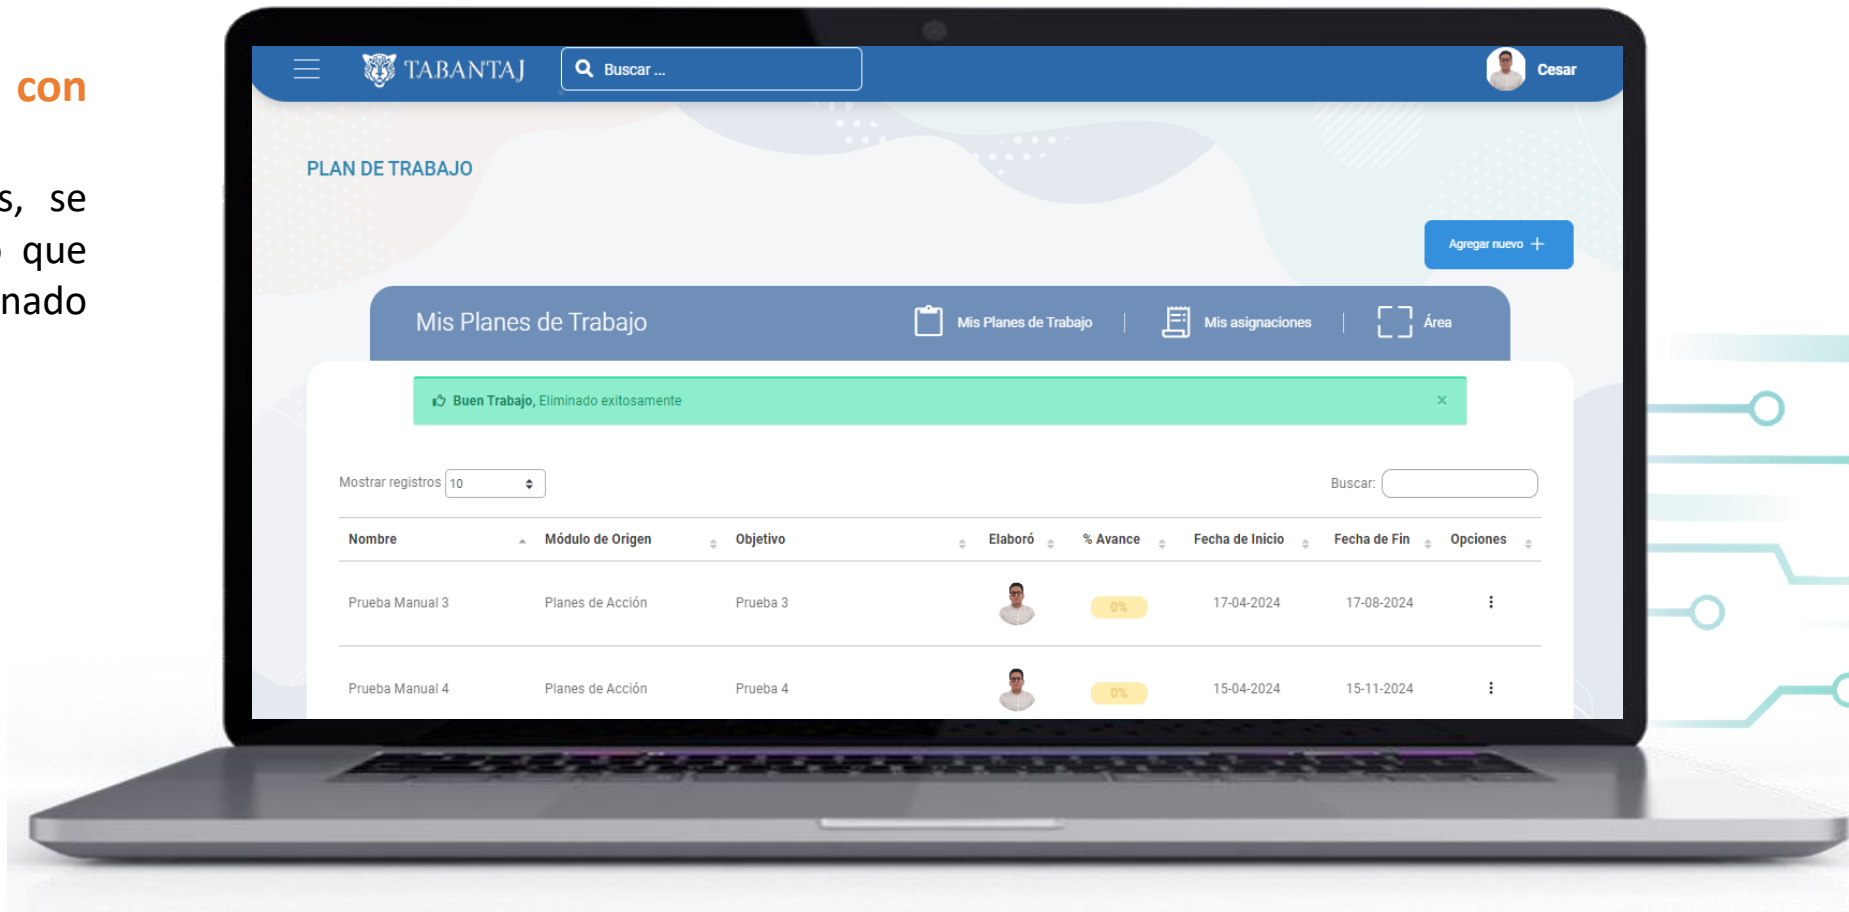 con
se
que
TABANTAJ
Buscar ...
Cesar
PLAN DE TRABAJO
Agregar nuevo +
Mis Planes de Trabajo
Mis Planes de Trabajo
Mis asignaciones
Área
Buen Trabajo, Eliminado exitosamente ×
Mostrar registros 10
Buscar:
Nombre Módulo de Origen Objetivo Elaboró % Avance Fecha de Inicio Fecha de Fin Opciones
Prueba Manual 3 Planes de Acción Prueba 3 0% 17-04-2024 17-08-2024
Prueba Manual 4 Planes de Acción Prueba 4 0% 15-04-2024 15-11-2024